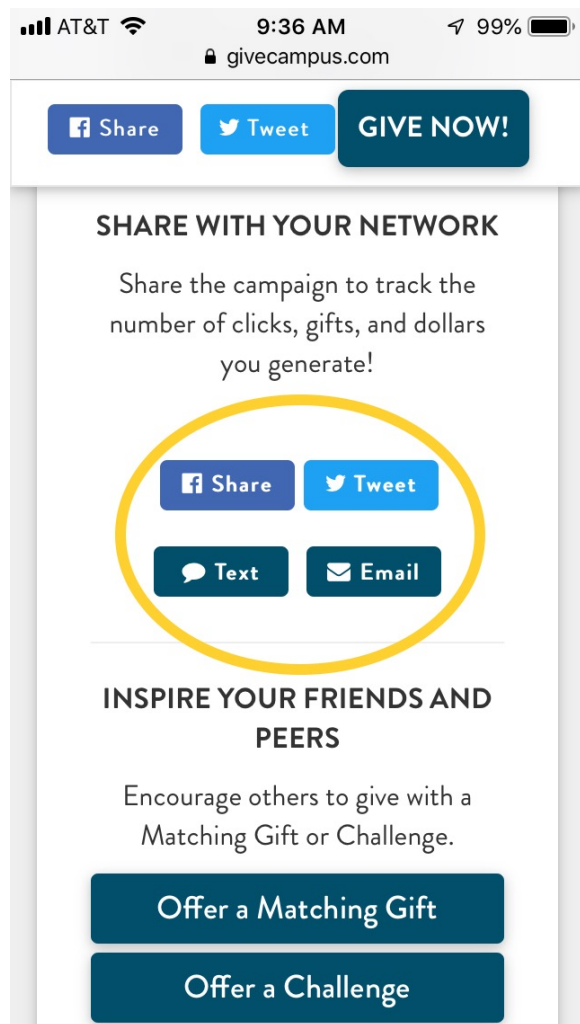 AT&T 9:36 AM 99%
givecampus.com
Share Tweet GIVE NOW!
SHARE WITH YOUR NETWORK
Share the campaign to track the
number of clicks, gifts, and dollars
you generate!
Share Tweet
Text Email
INSPIRE YOUR FRIENDS AND
PEERS
Encourage others to give with a
Matching Gift or Challenge.
Offer a Matching Gift
Offer a Challenge